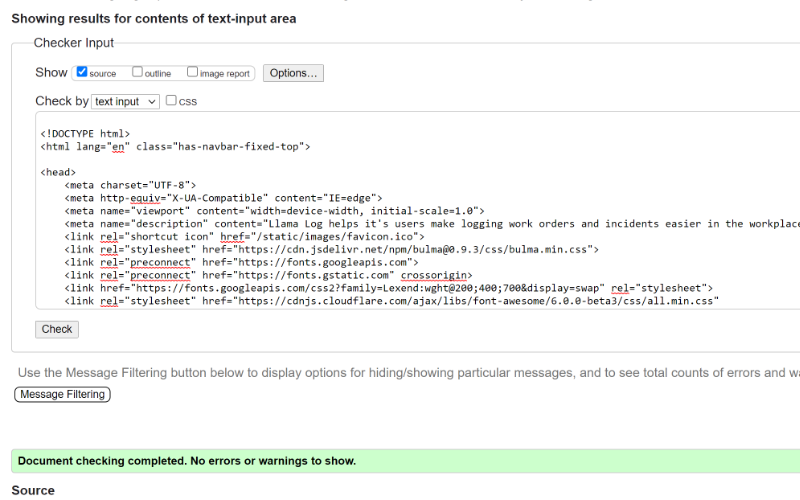 Showing results for contents of text-input area
Checker Input
Show source outline image report Options...
Check by text input css
<!DOCTYPE html>
<html lang="en" class="has-navbar-fixed-top">
<head>
<meta charset="UTF-8">
<meta http-equiv="X-UA-Compatible" content="IE=edge">
<meta name="viewport" content="width=device-width, initial-scale=1.0">
<meta name="description" content="Llama Log helps it's users make logging work orders and incidents easier in the workplace
<link rel="shortcut icon" href="/static/images/favicon.ico">
<link rel="stylesheet" href="https://cdn.jsdelivr.net/npm/bulma@0.9.3/css/bulma.min.css">
<link rel="preconnect" href="https://fonts.googleapis.com">
<link rel="preconnect" href="https://fonts.gstatic.com" crossorigin>
<link href="https://fonts.googleapis.com/css2?family=Lexend:wght@200;400;700&display=swap" rel="stylesheet">
<link rel="stylesheet" href="https://cdnjs.cloudflare.com/ajax/libs/font-awesome/6.0.0-beta3/css/all.min.css"
Check
Use the Message Filtering button below to display options for hiding/showing particular messages, and to see total counts of errors and
Message Filtering
Document checking completed. No errors or warnings to show.
Source